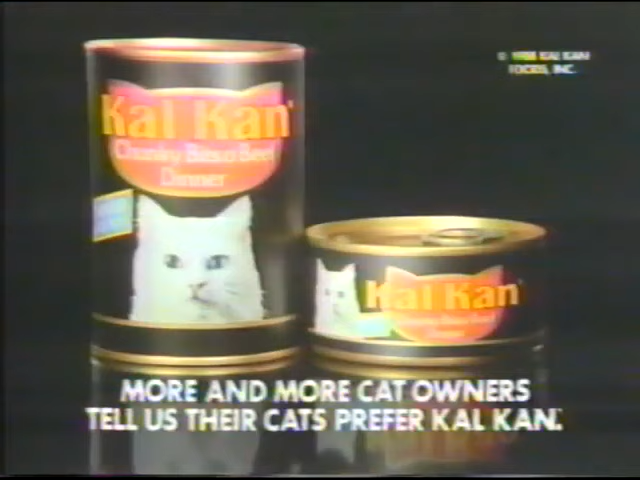 © 1988 KAL KAN
FOODS, INC.
Kal Kan
Chunky Bits o' Beef
Dinner
Kal Kan
MORE AND MORE CAT OWNERS
TELL US THEIR CATS PREFER KAL KAN.